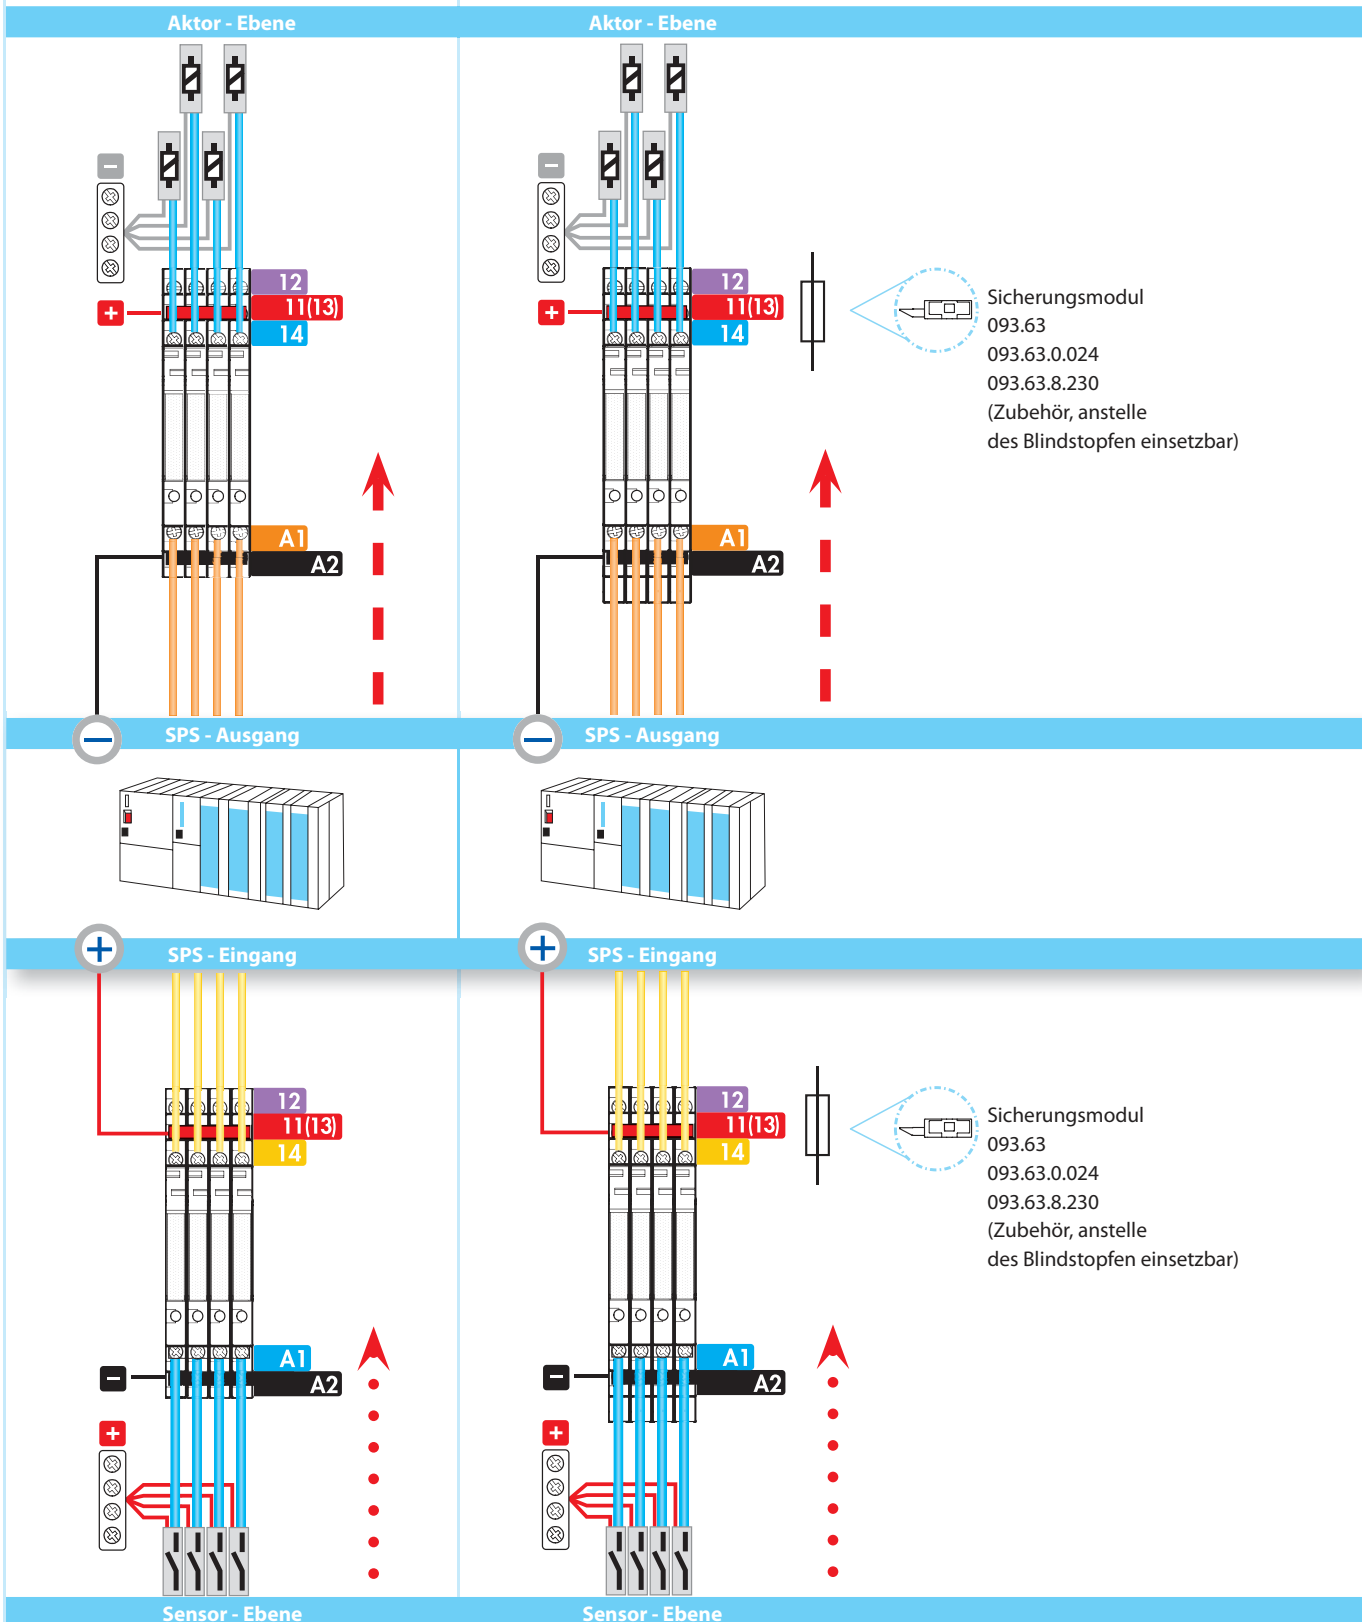 Aktor - Ebene
Aktor - Ebene
−
−
12
12
+
11(13)
+
11(13)
14
14
Sicherungsmodul
093.63
093.63.0.024
093.63.8.230
(Zubehör, anstelle
des Blindstopfen einsetzbar)
A1
A1
A2
A2
−
SPS - Ausgang
−
SPS - Ausgang
+
SPS - Eingang
+
SPS - Eingang
12
12
11(13)
11(13)
14
14
Sicherungsmodul
093.63
093.63.0.024
093.63.8.230
(Zubehör, anstelle
des Blindstopfen einsetzbar)
A1
A1
−
A2
−
A2
+
+
Sensor - Ebene
Sensor - Ebene